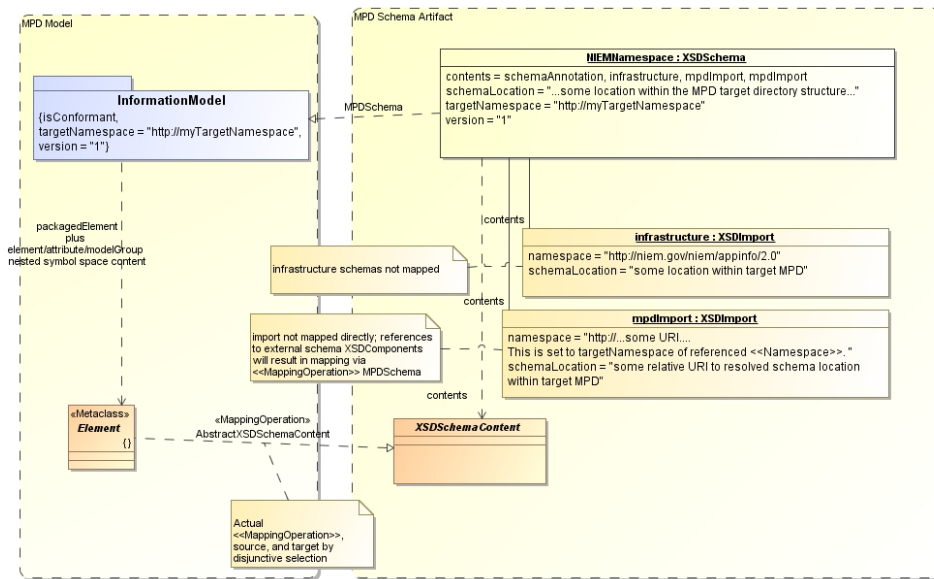 MPD Model
InformationModel
{isConformant,
targetNamespace = "http://myTargetNamespace",
version = "1"}
packagedElement
plus
element/attribute/modelGroup
nested symbol space content
«Metaclass»
Element
{}
MPD Schema Artifact
NIEMNamespace : XSDSchema
contents = schemaAnnotation, infrastructure, mpdImport, mpdImport
schemaLocation = "...some location within the MPD target directory structure..."
targetNamespace = "http://myTargetNamespace"
version = "1"
MPDSchema
contents
infrastructure : XSDImport
namespace = "http://niem.gov/niem/appinfo/2.0"
schemaLocation = "some location within target MPD"
infrastructure schemas not mapped
contents
mpdImport : XSDImport
namespace = "http://...some URI....
This is set to targetNamespace of referenced <<Namespace>>. "
schemaLocation = "some relative URI to resolved schema location
within target MPD"
import not mapped directly; references
to external schema XSDComponents
will result in mapping via
<<MappingOperation>> MPDSchema
contents
«MappingOperation»
AbstractXSDSchemaContent
XSDSchemaContent
Actual
<<MappingOperation>>,
source, and target by
disjunctive selection